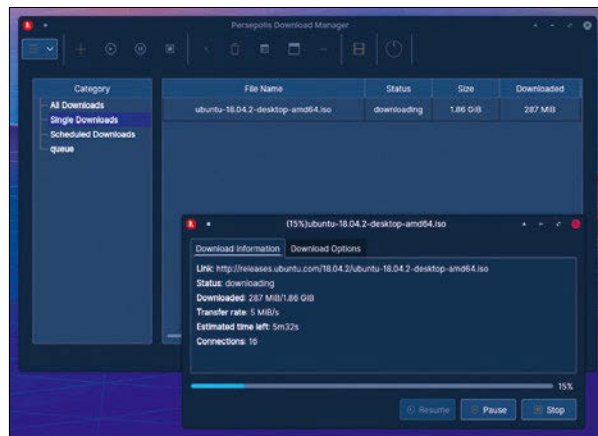 Persepolis Download Manager
Category
File Name Status Size Downloaded
All Downloads
Single Downloads
Scheduled Downloads
queue
ubuntu-18.04.2-desktop-amd64.iso downloading 1.86 GiB 287 MiB
(15%)ubuntu-18.04.2-desktop-amd64.iso
Download Information Download Options
Link: http://releases.ubuntu.com/18.04.2/ubuntu-18.04.2-desktop-amd64.iso
Status: downloading
Downloaded: 287 MiB/1.86 GiB
Transfer rate: 5 MiB/s
Estimated time left: 5m32s
Connections: 16
15%
Resume Pause Stop